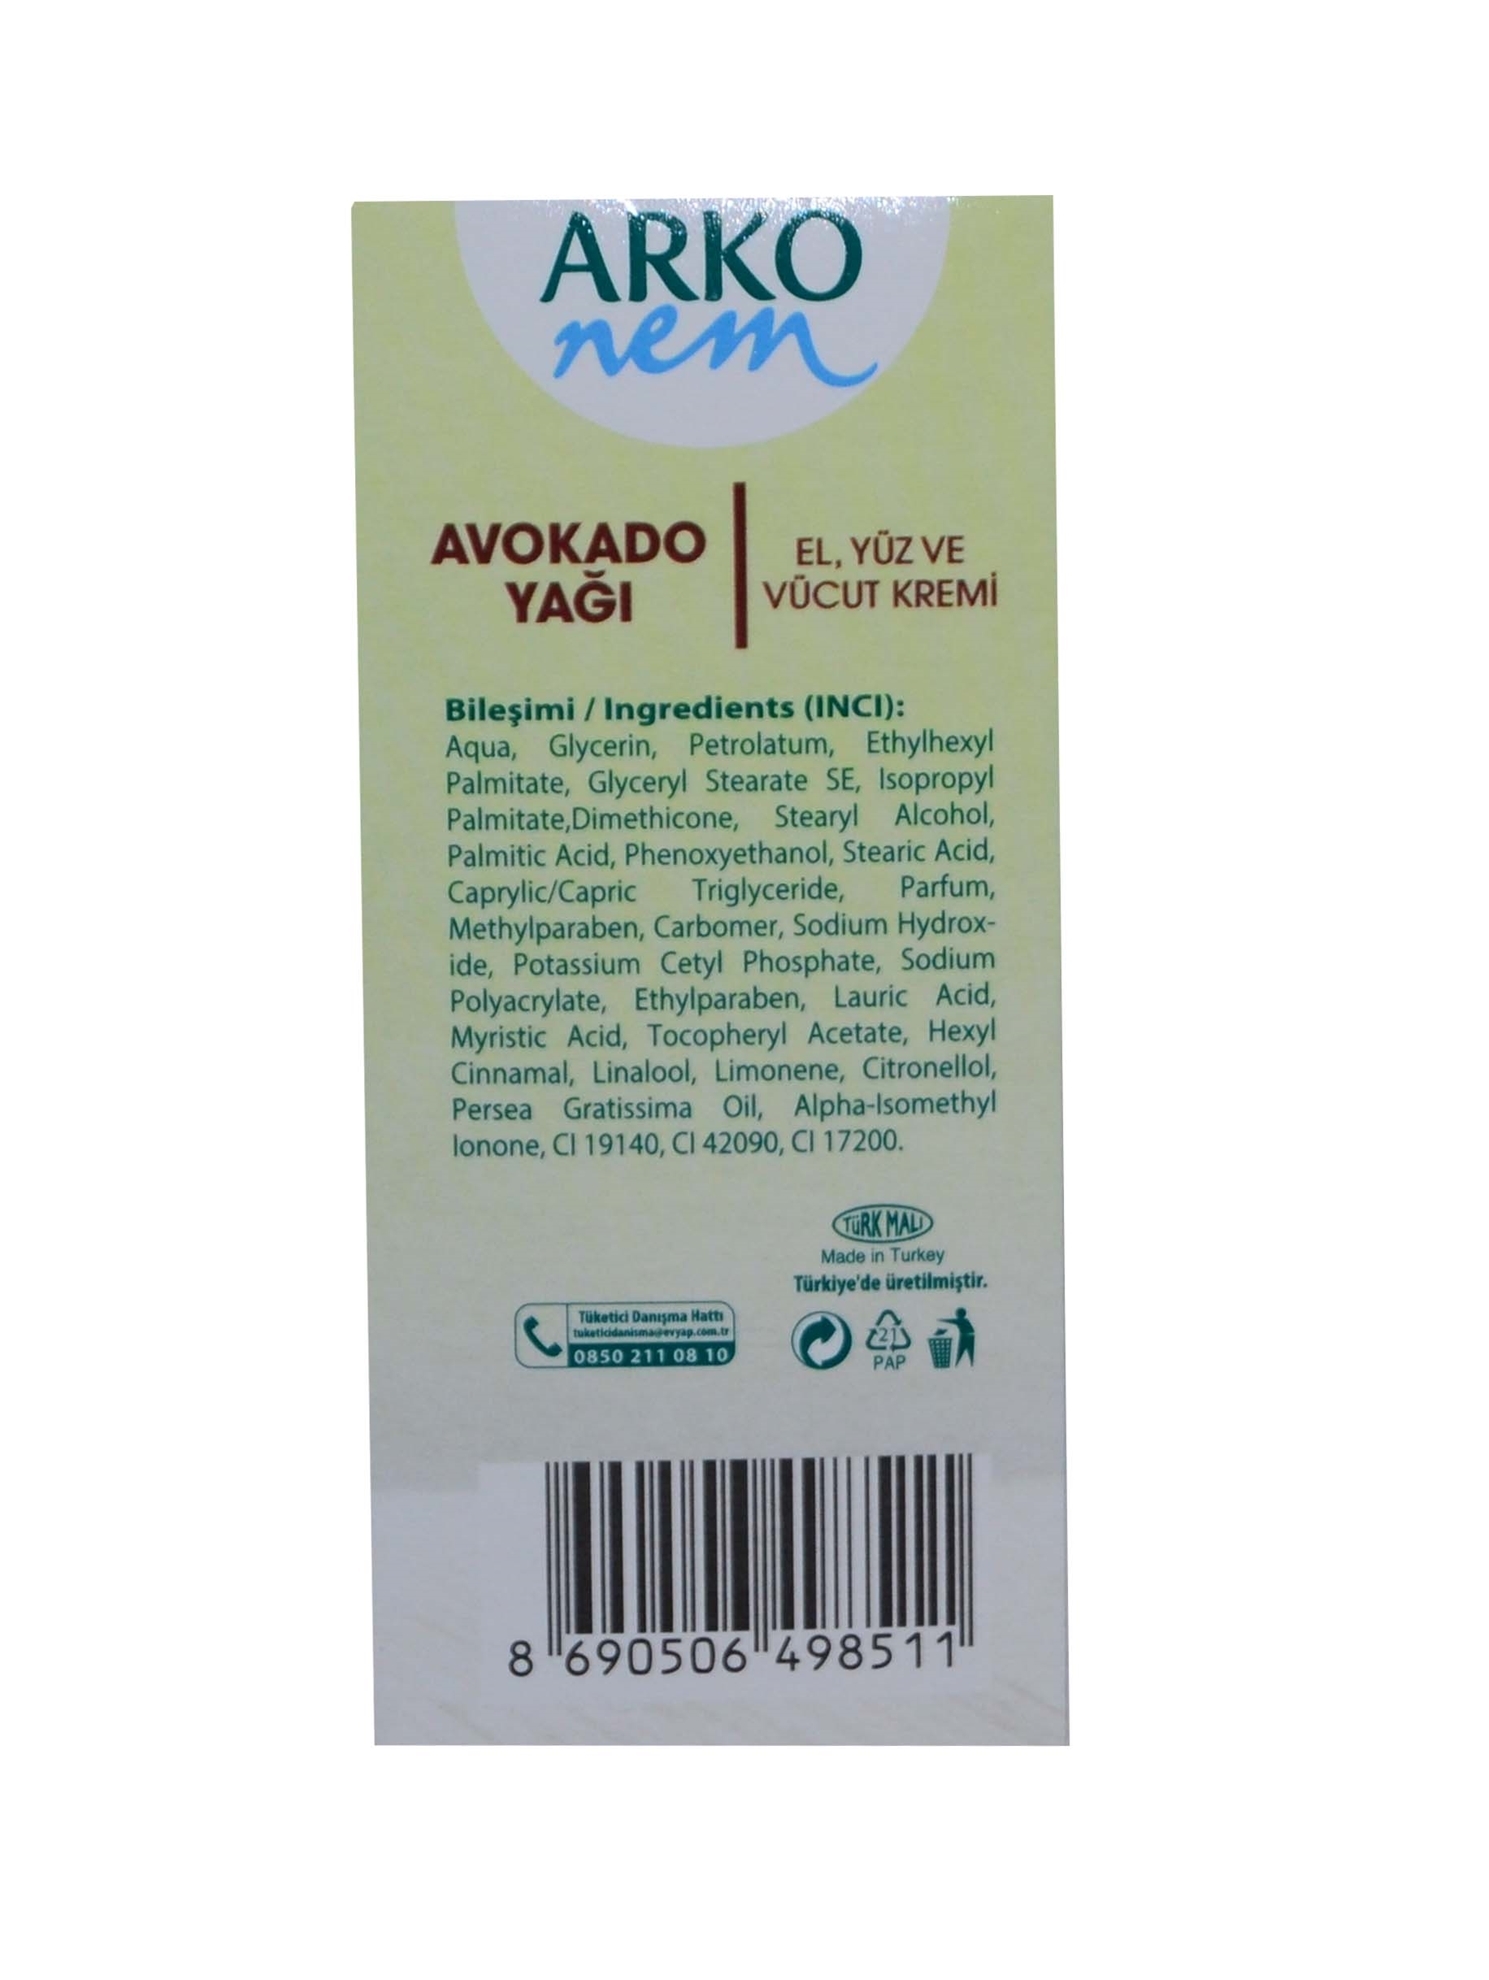 ARKO
nem
AVOKADO
YAĞI
EL, YÜZ VE
VÜCUT KREMİ
Bileşimi / Ingredients (INCI):
Aqua, Glycerin, Petrolatum, Ethylhexyl
Palmitate, Glyceryl Stearate SE, Isopropyl
Palmitate,Dimethicone, Stearyl Alcohol,
Palmitic Acid, Phenoxyethanol, Stearic Acid,
Caprylic/Capric Triglyceride, Parfum,
Methylparaben, Carbomer, Sodium Hydrox-
ide, Potassium Cetyl Phosphate, Sodium
Polyacrylate, Ethylparaben, Lauric Acid,
Myristic Acid, Tocopheryl Acetate, Hexyl
Cinnamal, Linalool, Limonene, Citronellol,
Persea Gratissima Oil, Alpha-Isomethyl
Ionone, CI 19140, CI 42090, CI 17200.
TÜRK MALI
Made in Turkey
Türkiye'de üretilmiştir.
Tüketici Danışma Hattı
tuketicidanisma@evyap.com.tr
0850 211 08 10
21
PAP
8 690506 498511